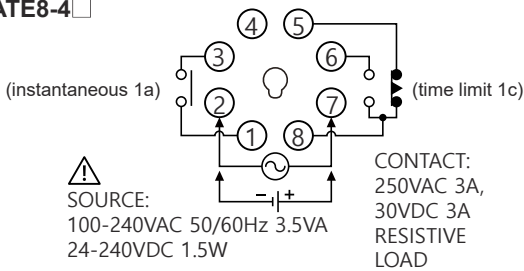 ATE8-4□
④ ⑤
③ ⑥
(instantaneous 1a) (time limit 1c)
② ⑦
① ⑧
− +
SOURCE:
100-240VAC 50/60Hz 3.5VA
24-240VDC 1.5W
CONTACT:
250VAC 3A,
30VDC 3A
RESISTIVE
LOAD